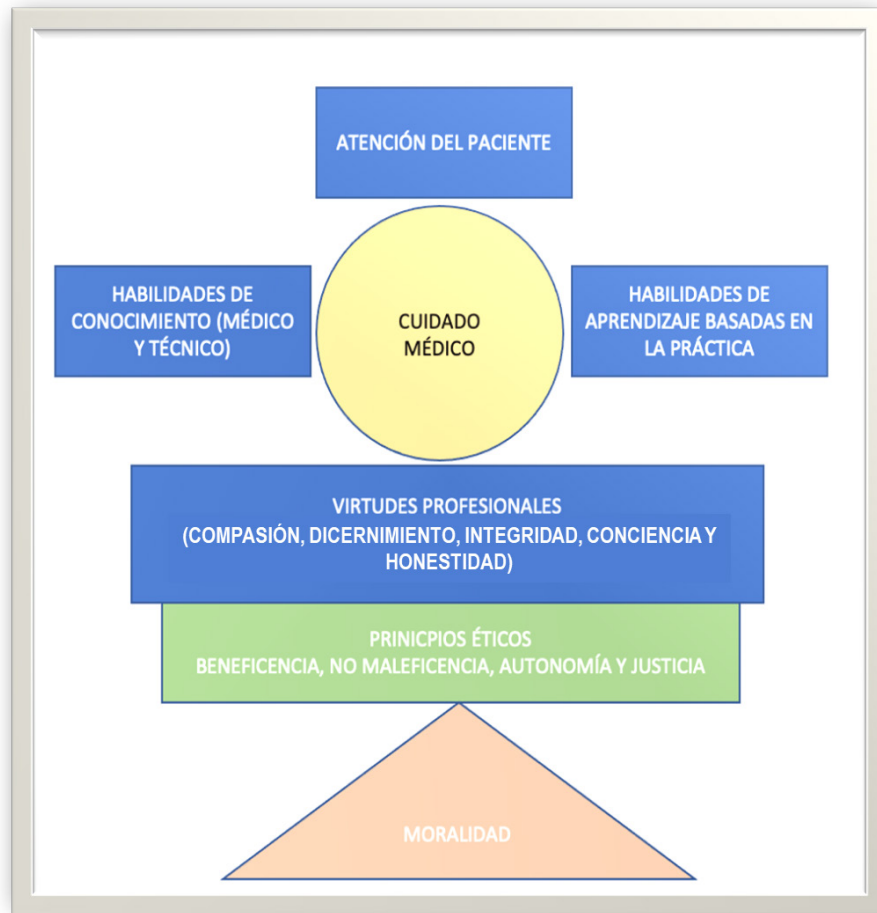 ATENCIÓN DEL PACIENTE
HABILIDADES DE
CONOCIMIENTO (MÉDICO
Y TÉCNICO)
CUIDADO
MÉDICO
HABILIDADES DE
APRENDIZAJE BASADAS EN
LA PRÁCTICA
VIRTUDES PROFESIONALES
(COMPASIÓN, DICERNIMIENTO, INTEGRIDAD, CONCIENCIA Y
HONESTIDAD)
PRINICPIOS ÉTICOS
BENEFICENCIA, NO MALEFICENCIA, AUTONOMÍA Y JUSTICIA
MORALIDAD